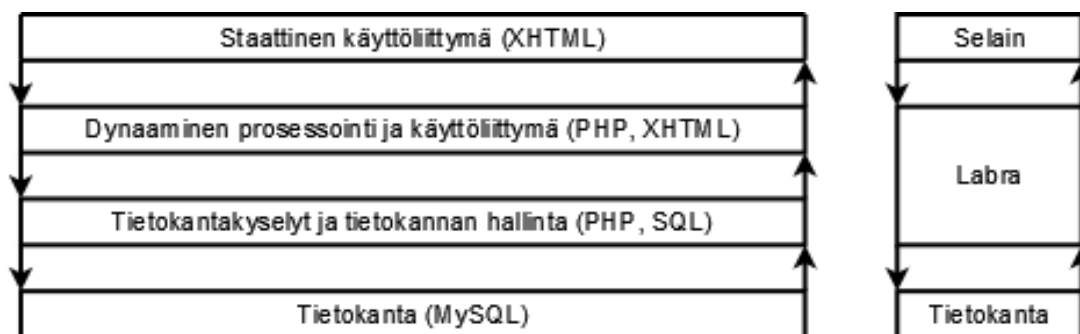 Staattinen käyttöliittymä (XHTML)
Selain
Dynaaminen prosessointi ja käyttöliittymä (PHP, XHTML)
Labra
Tietokantakyselyt ja tietokannan hallinta (PHP, SQL)
Tietokanta (MySQL)
Tietokanta